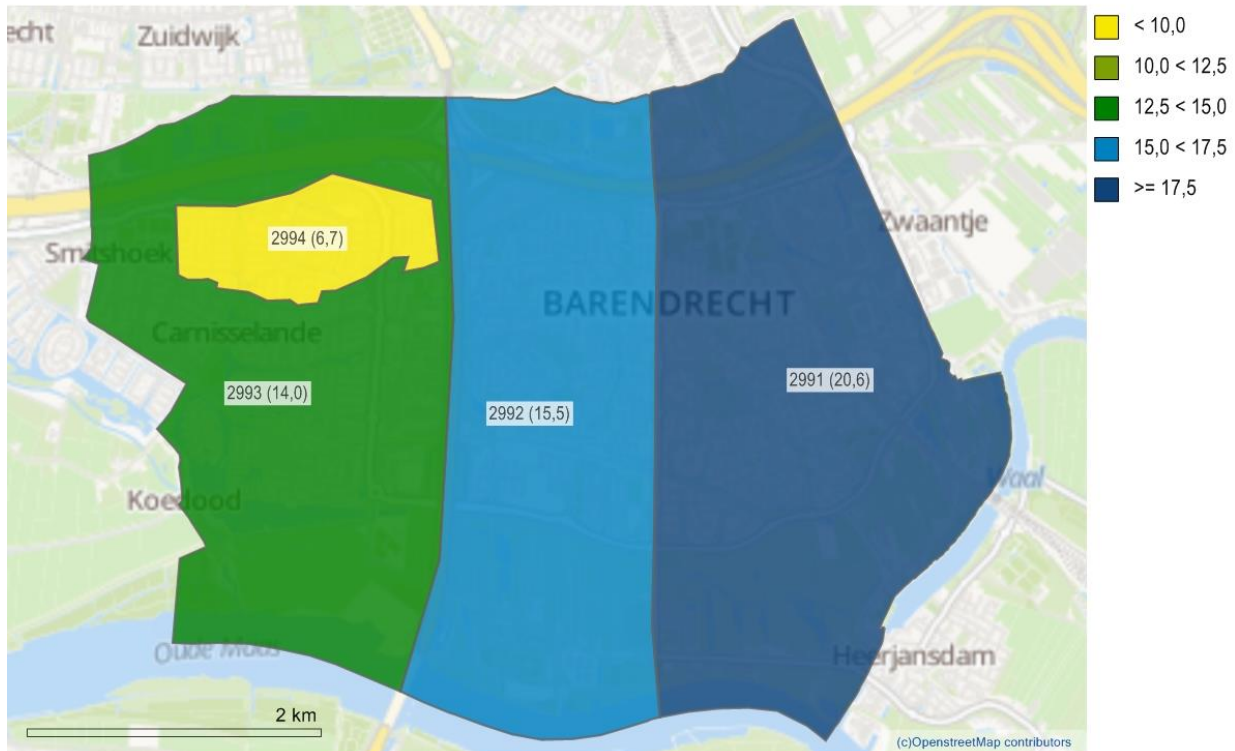 echt
Zuidwijk
< 10,0
10,0 < 12,5
12,5 < 15,0
15,0 < 17,5
>= 17,5
Zwaantje
2994 (6,7)
Smitshoek
BARENDRECHT
Carnisselande
2993 (14,0)
2992 (15,5)
2991 (20,6)
Waal
Koedood
Oude Maas
Heerjansdam
2 km
(c)OpenstreetMap contributors